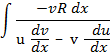 ∫ −vR dx / (u dv/dx − v du/dx)